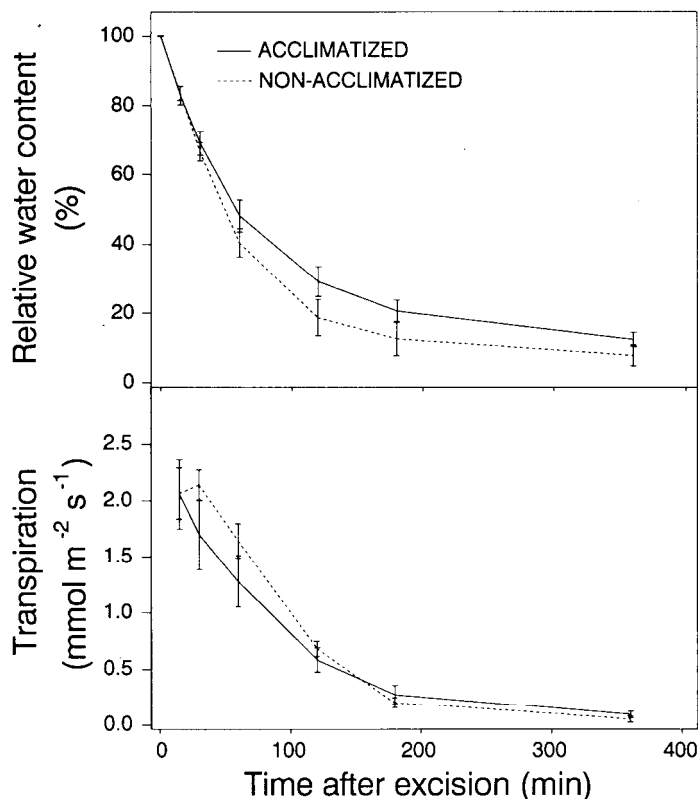 100
80
60
40
20
0
Relative water content
(%)
ACCLIMATIZED
NON-ACCLIMATIZED
2.5
2.0
1.5
1.0
0.5
0.0
Transpiration
(mmol m⁻² s⁻¹)
0 100 200 300 400
Time after excision (min)